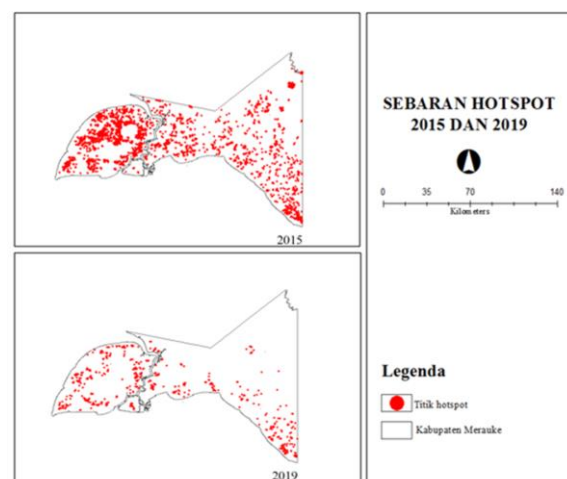 2015
2019
SEBARAN HOTSPOT
2015 DAN 2019
0 35 70 140
Kilometers
Legenda
Titik hotspot
Kabupaten Merauke